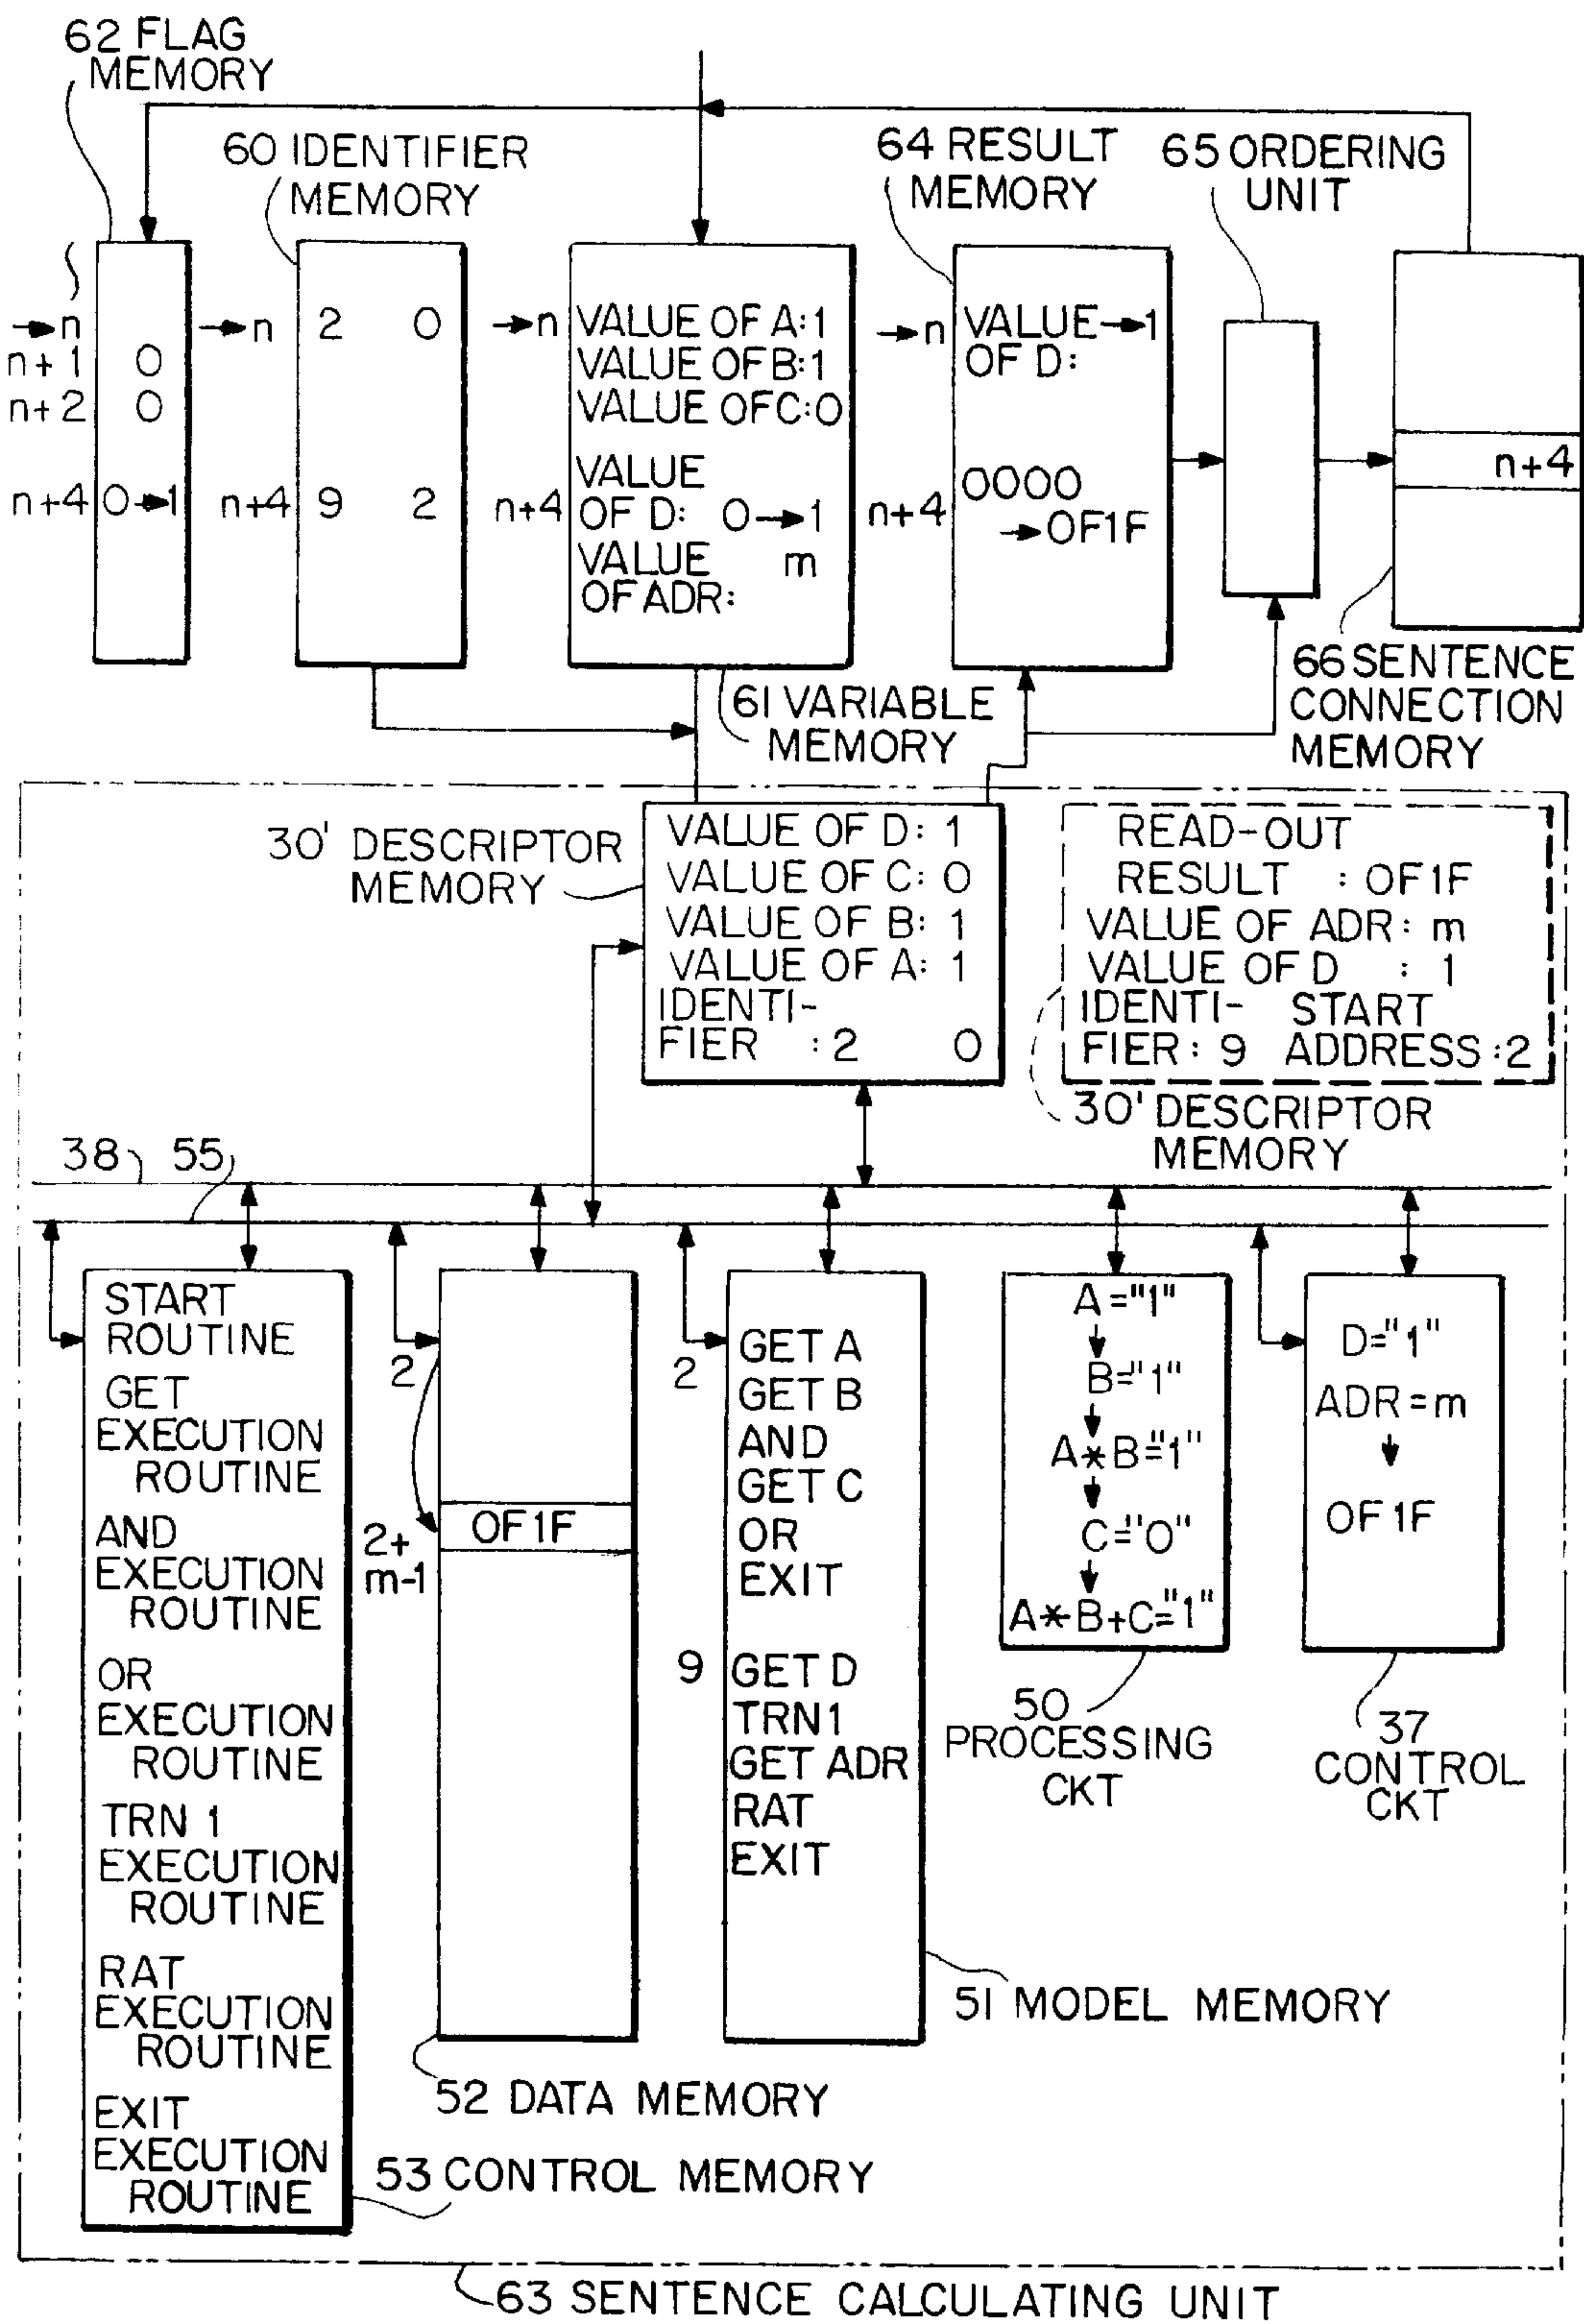 62 FLAG
MEMORY
60 IDENTIFIER
MEMORY
64 RESULT
MEMORY
65 ORDERING
UNIT
n
n+1 0
n+2 0
n+4 0→1
n 2 0
n+4 9 2
n VALUE OF A:1
VALUE OF B:1
VALUE OF C:0
VALUE
n+4 OF D: 0→1
VALUE m
OF ADR:
n VALUE→1
OF D:
0000
n+4 →0F1F
n+4
61 VARIABLE
MEMORY
66 SENTENCE
CONNECTION
MEMORY
30' DESCRIPTOR
MEMORY
VALUE OF D: 1
VALUE OF C: 0
VALUE OF B: 1
VALUE OF A: 1
IDENTI-
FIER :2 0
READ-OUT
RESULT : 0F1F
VALUE OF ADR: m
VALUE OF D : 1
IDENTI- START
FIER: 9 ADDRESS:2
30' DESCRIPTOR
MEMORY
38 55
START
ROUTINE
GET
EXECUTION
ROUTINE
AND
EXECUTION
ROUTINE
OR
EXECUTION
ROUTINE
TRN 1
EXECUTION
ROUTINE
RAT
EXECUTION
ROUTINE
EXIT
EXECUTION
ROUTINE
2
2+
m-1
0F1F
2 GET A
GET B
AND
GET C
OR
EXIT
9 GET D
TRN1
GET ADR
RAT
EXIT
A="1"
B="1"
A*B="1"
C="0"
A*B+C="1"
D="1"
ADR=m
0F1F
50
PROCESSING
CKT
37
CONTROL
CKT
51 MODEL MEMORY
52 DATA MEMORY
53 CONTROL MEMORY
63 SENTENCE CALCULATING UNIT